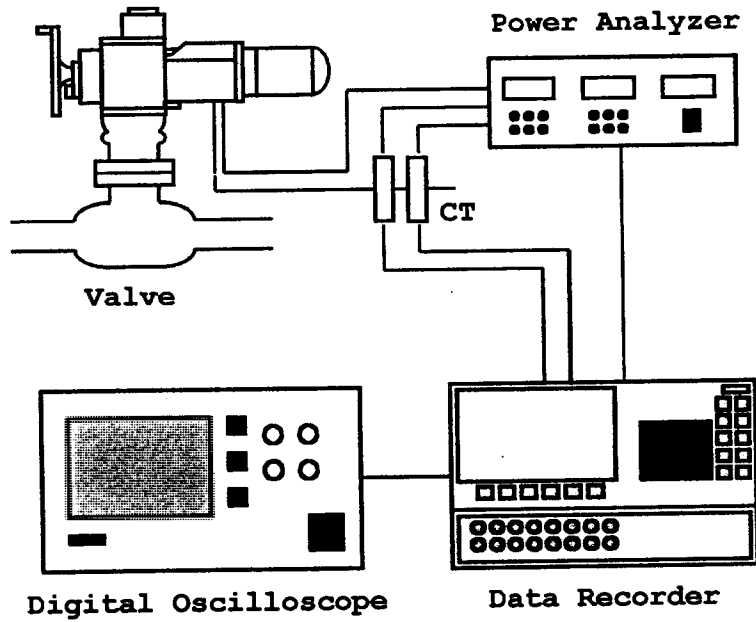 Power Analyzer
CT
Valve
Digital Oscilloscope
Data Recorder